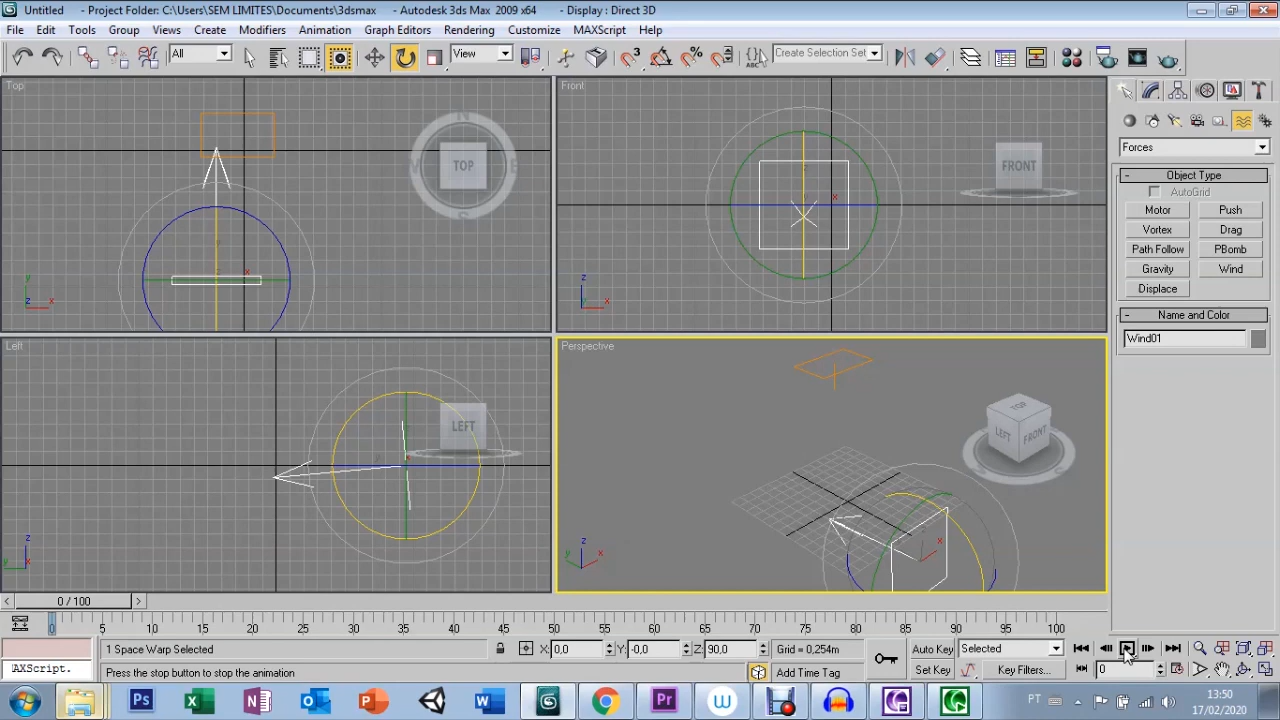 Untitled - Project Folder: C:\Users\SEM LIMITES\Documents\3dsmax - Autodesk 3ds Max 2009 x64 - Display : Direct 3D
File Edit Tools Group Views Create Modifiers Animation Graph Editors Rendering Customize MAXScript Help
All View Create Selection Set
Top
Front
TOP
FRONT
Left
Perspective
LEFT
TOP
LEFT
FRONT
Forces
Object Type
AutoGrid
Motor Push
Vortex Drag
Path Follow PBomb
Gravity Wind
Displace
Name and Color
Wind01
0 / 100
0 5 10 15 20 25 30 35 40 45 50 55 60 65 70 75 80 85 90 95 100
1 Space Warp Selected X: 0,0 Y: -0,0 Z: 90,0 Grid = 0,254m Auto Key Selected
AXScript. Press the stop button to stop the animation Add Time Tag Set Key Key Filters... 0
PT 13:50
17/02/2020